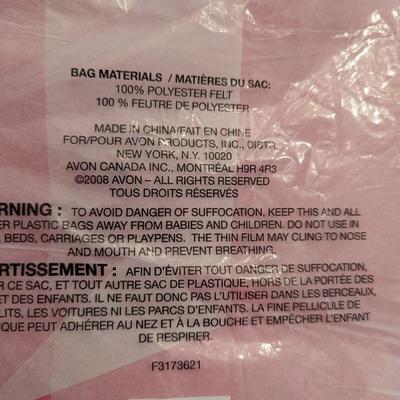 BAG MATERIALS / MATIÈRES DU SAC:
100% POLYESTER FELT
100 % FEUTRE DE POLYESTER
MADE IN CHINA/FAIT EN CHINE
FOR/POUR AVON PRODUCTS, INC., DISTR.
NEW YORK, N.Y. 10020
AVON CANADA INC., MONTRÉAL H9R 4R3
©2008 AVON – ALL RIGHTS RESERVED
TOUS DROITS RÉSERVÉS
ARNING : TO AVOID DANGER OF SUFFOCATION, KEEP THIS AND ALL
ER PLASTIC BAGS AWAY FROM BABIES AND CHILDREN. DO NOT USE IN
BEDS, CARRIAGES OR PLAYPENS. THE THIN FILM MAY CLING TO NOSE
AND MOUTH AND PREVENT BREATHING.
RTISSEMENT : AFIN D'ÉVITER TOUT DANGER DE SUFFOCATION,
R CE SAC, ET TOUT AUTRE SAC DE PLASTIQUE, HORS DE LA PORTÉE DES
ET DES ENFANTS. IL NE FAUT DONC PAS L'UTILISER DANS LES BERCEAUX,
LITS, LES VOITURES NI LES PARCS D'ENFANTS. LA FINE PELLICULE DE
QUE PEUT ADHÉRER AU NEZ ET À LA BOUCHE ET EMPÊCHER L'ENFANT
DE RESPIRER.
F3173621